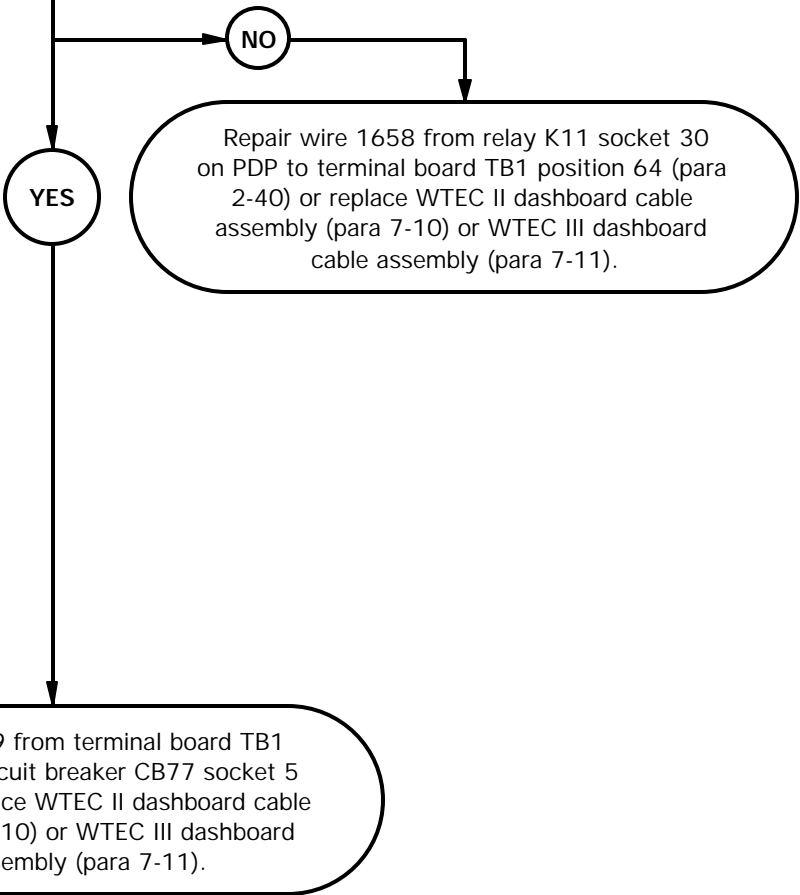 NO
Repair wire 1658 from relay K11 socket 30
on PDP to terminal board TB1 position 64 (para
2-40) or replace WTEC II dashboard cable
assembly (para 7-10) or WTEC III dashboard
cable assembly (para 7-11).
YES
9 from terminal board TB1
cuit breaker CB77 socket 5
ce WTEC II dashboard cable
10) or WTEC III dashboard
embly (para 7-11).